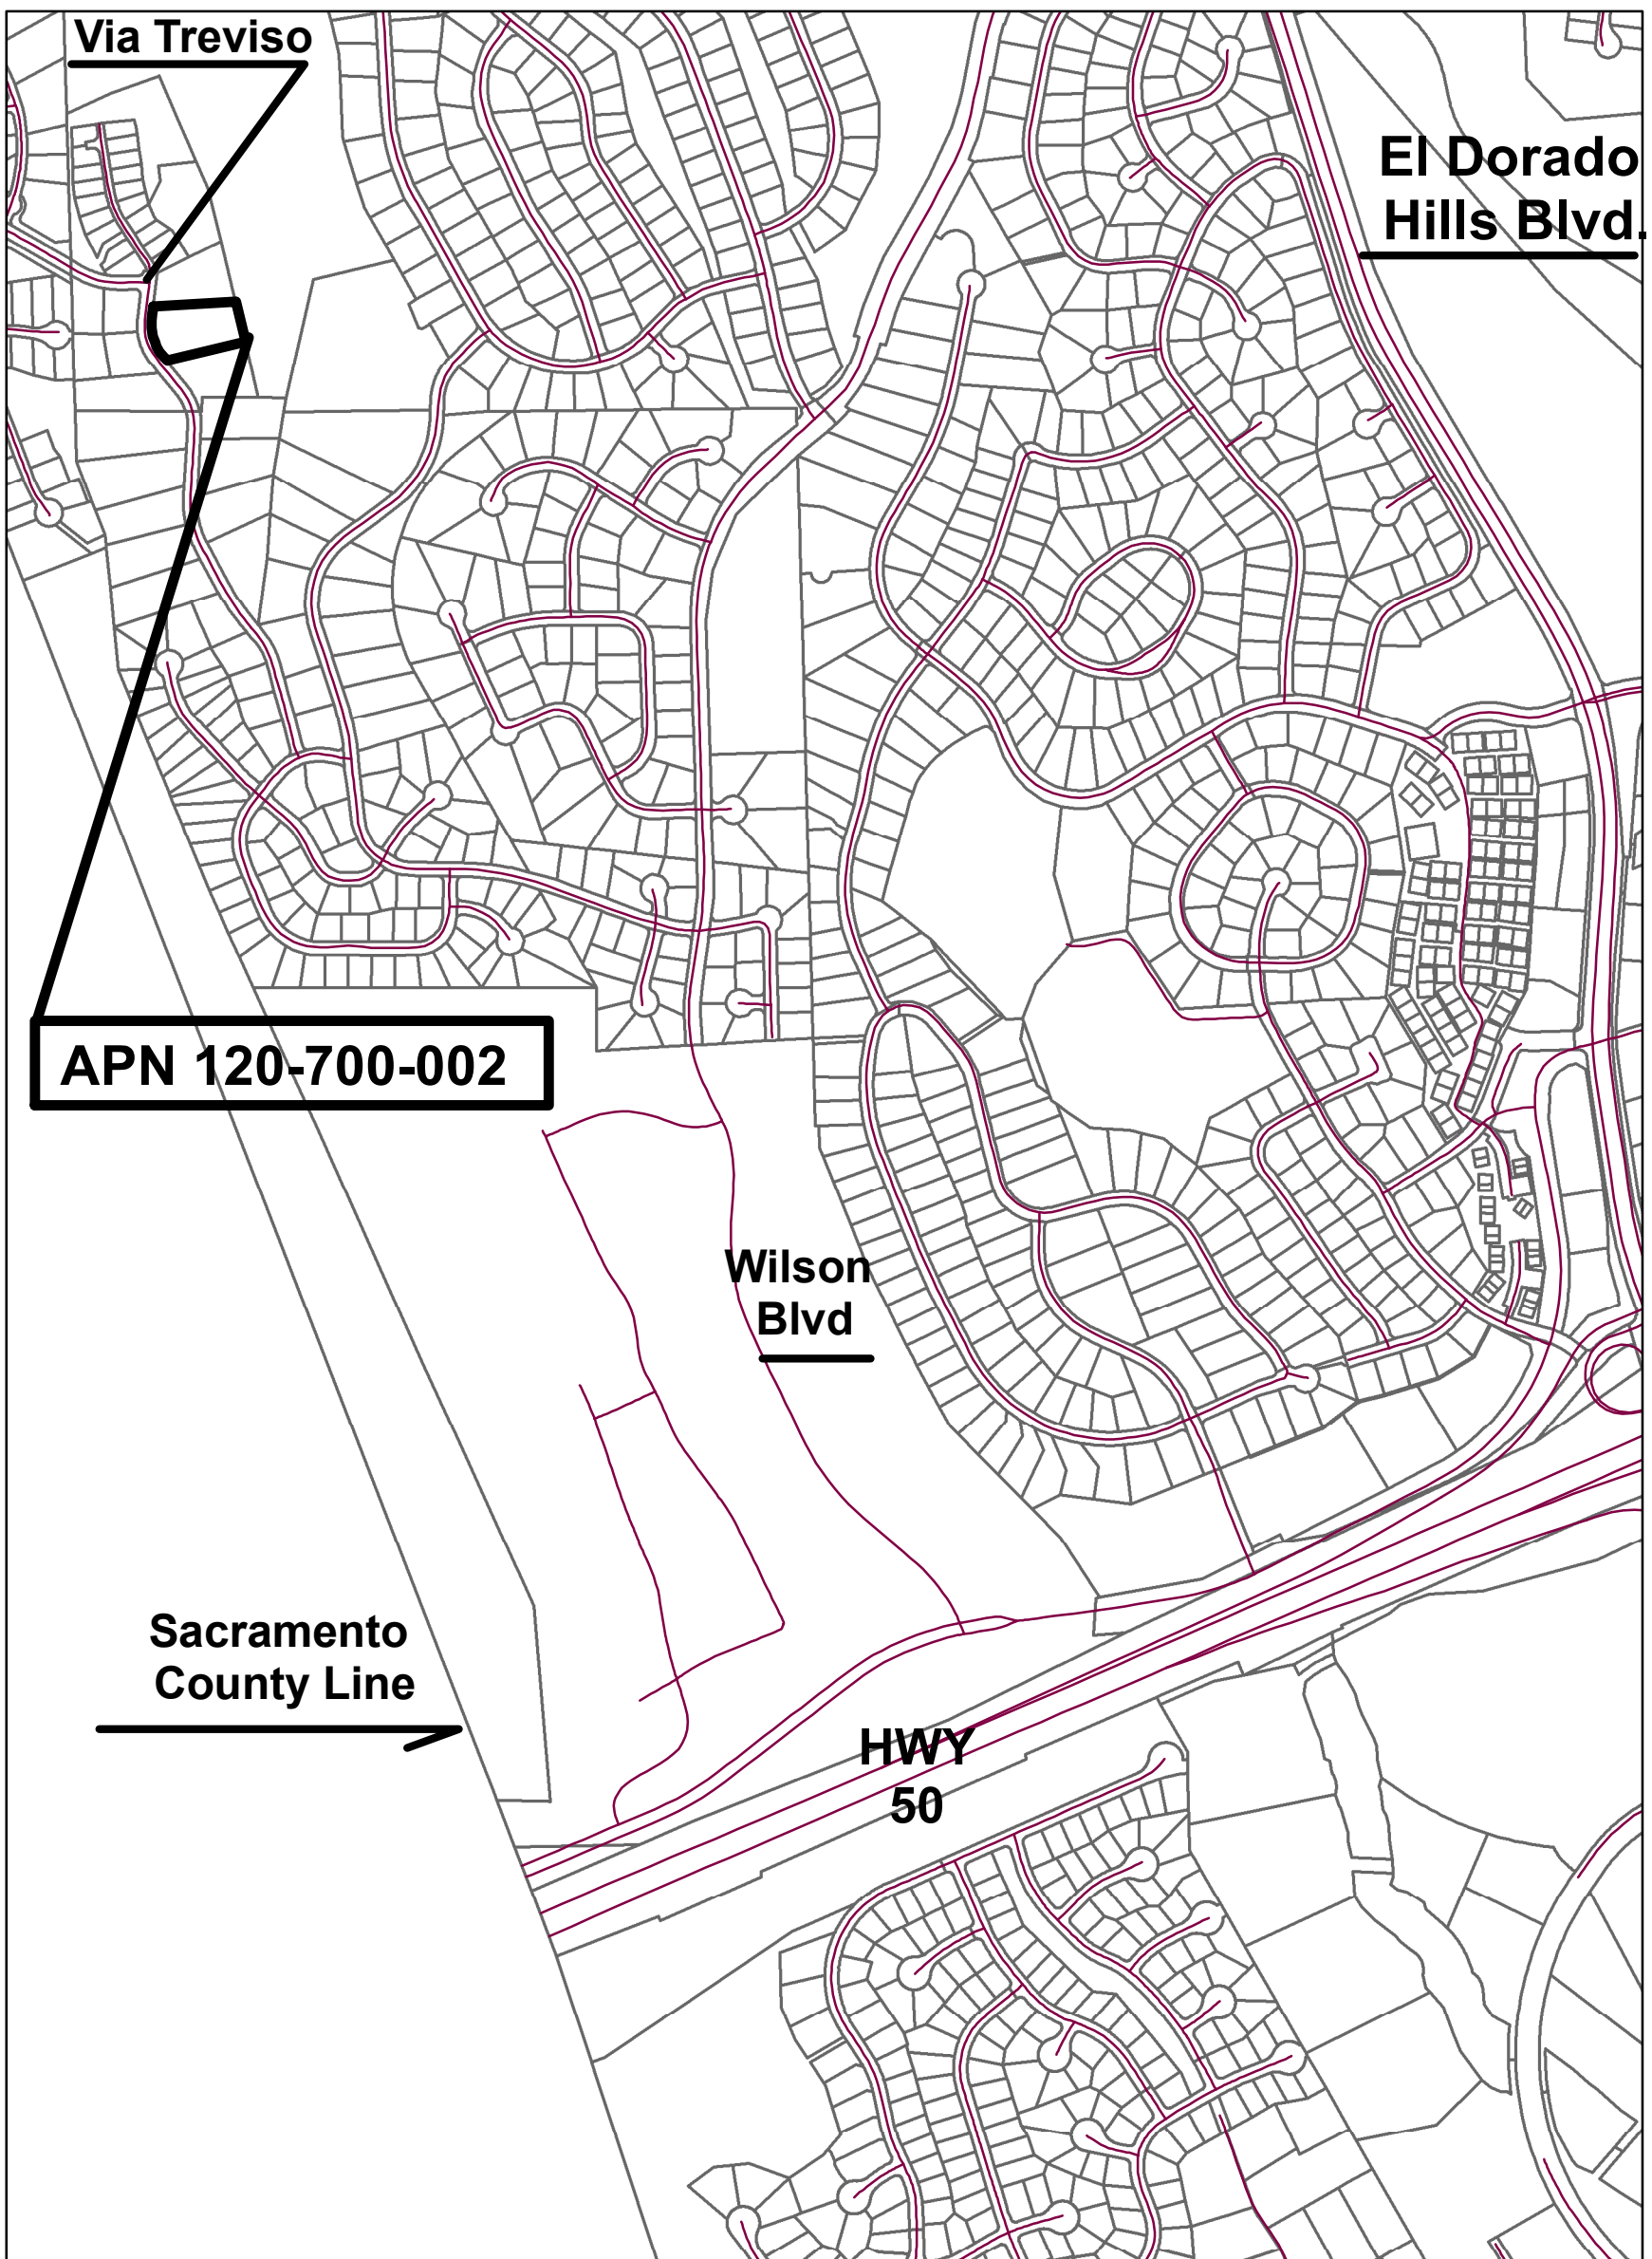 Via Treviso
El Dorado
Hills Blvd.
APN 120-700-002
Wilson
Blvd
Sacramento
County Line
HWY
50